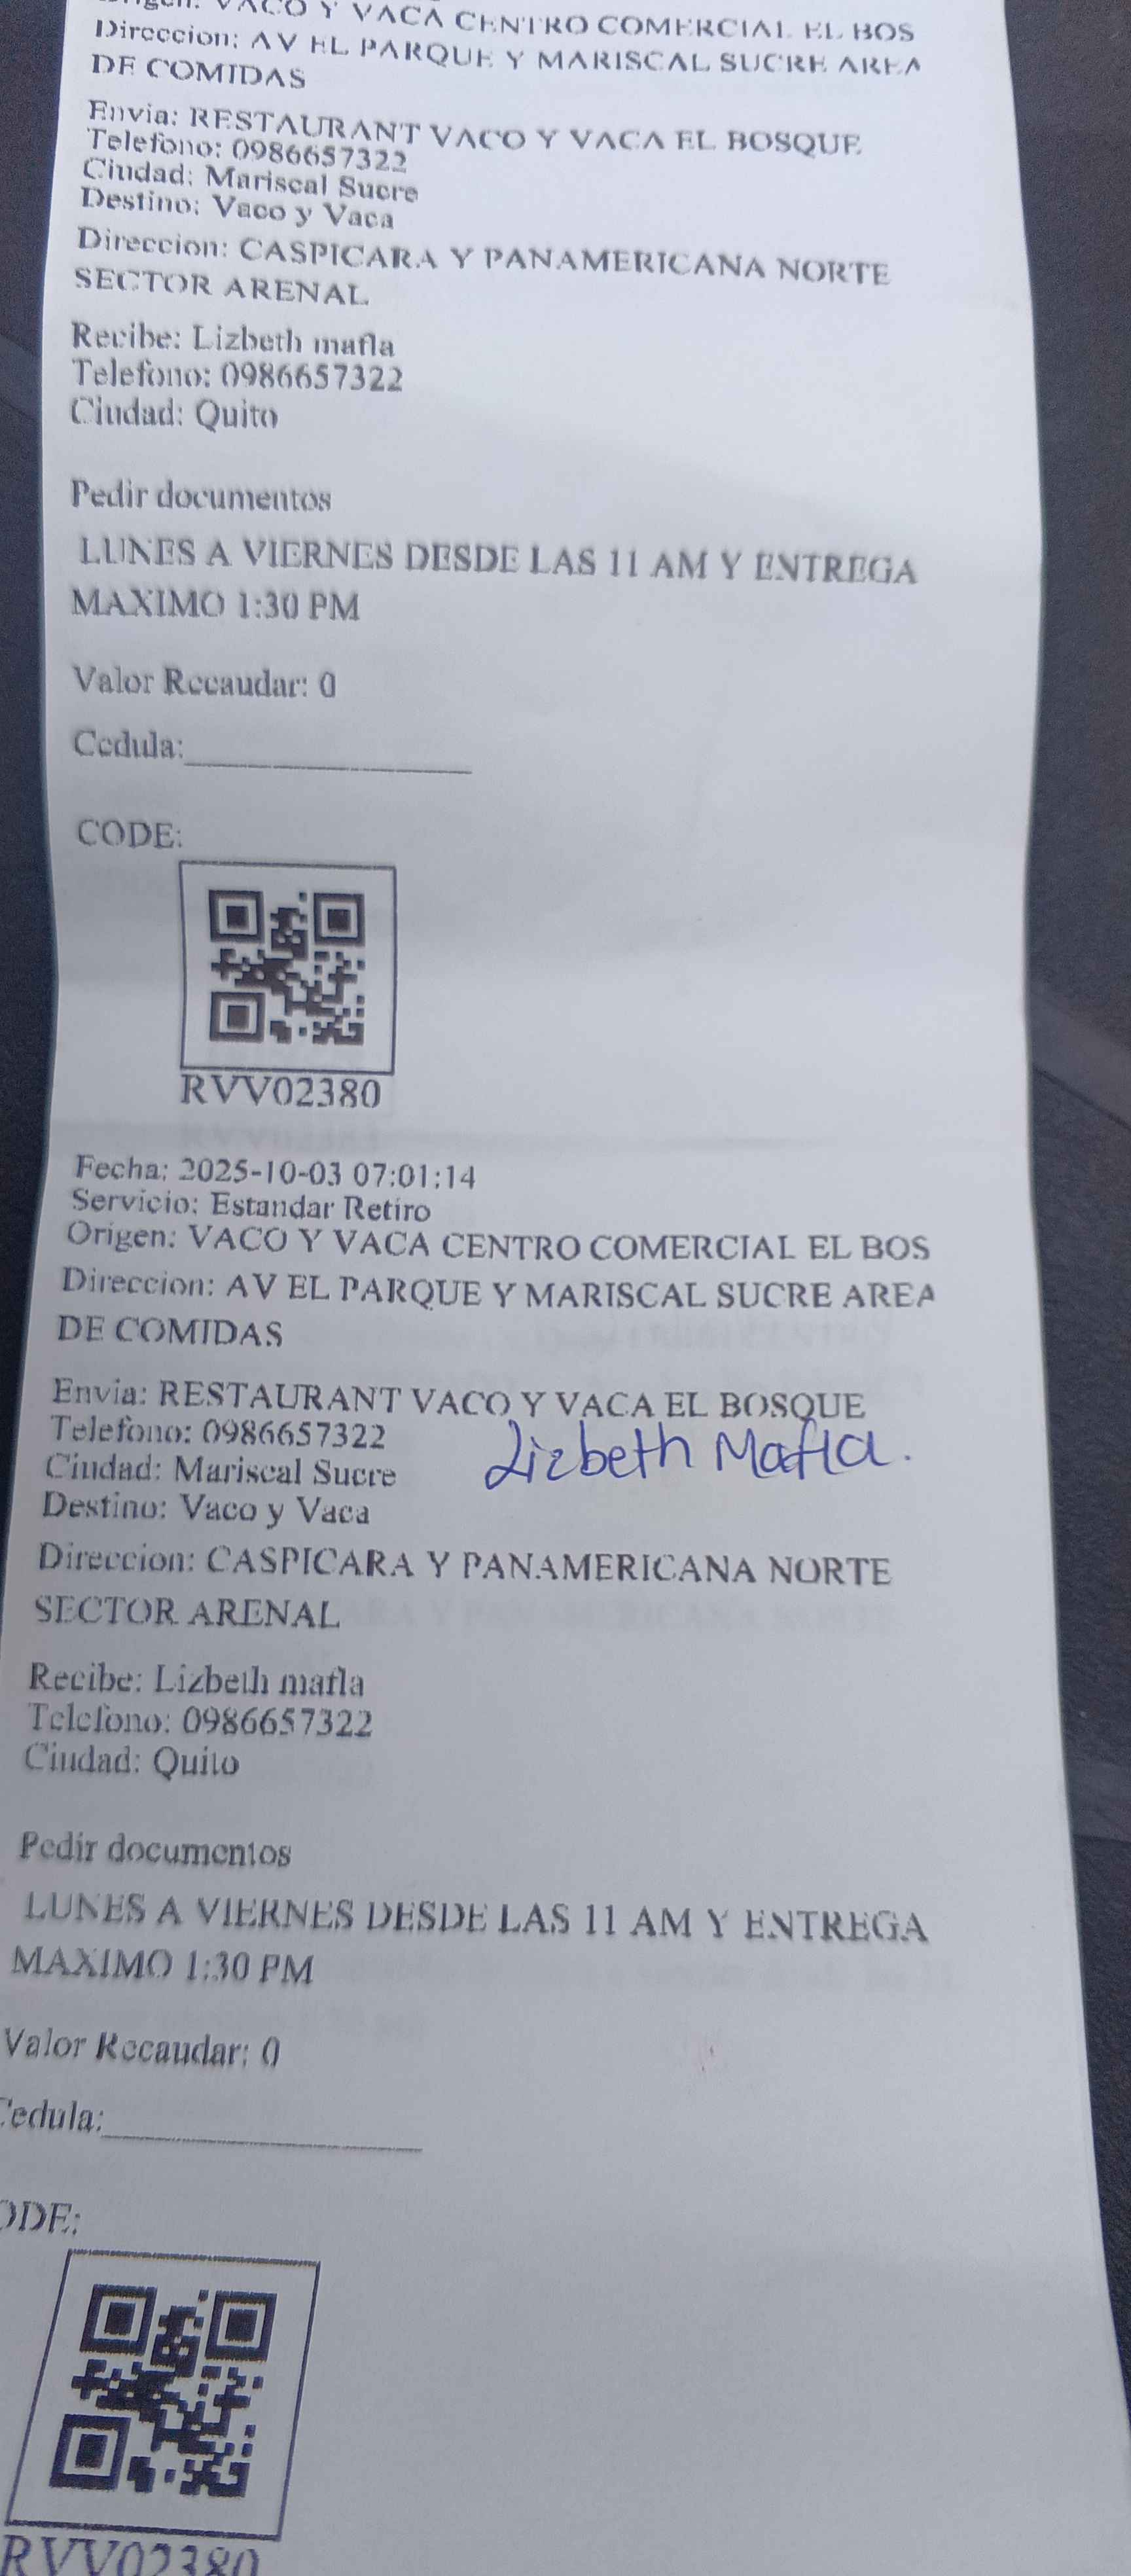 Origen: VACO Y VACA CENTRO COMERCIAL EL BOS
Direccion: AV EL PARQUE Y MARISCAL SUCRE AREA
DE COMIDAS
Envia: RESTAURANT VACO Y VACA EL BOSQUE
Telefono: 0986657322
Ciudad: Mariscal Sucre
Destino: Vaco y Vaca
Direccion: CASPICARA Y PANAMERICANA NORTE
SECTOR ARENAL
Recibe: Lizbeth mafla
Telefono: 0986657322
Ciudad: Quito
Pedir documentos
LUNES A VIERNES DESDE LAS 11 AM Y ENTREGA
MAXIMO 1:30 PM
Valor Recaudar: 0
Cedula:
CODE:
RVV02380
Fecha: 2025-10-03 07:01:14
Servicio: Estandar Retiro
Origen: VACO Y VACA CENTRO COMERCIAL EL BOS
Direccion: AV EL PARQUE Y MARISCAL SUCRE AREA
DE COMIDAS
Envia: RESTAURANT VACO Y VACA EL BOSQUE
Telefono: 0986657322
Lizbeth Mafla.
Ciudad: Mariscal Sucre
Destino: Vaco y Vaca
Direccion: CASPICARA Y PANAMERICANA NORTE
SECTOR ARENAL
Recibe: Lizbeth mafla
Telefono: 0986657322
Ciudad: Quito
Pedir documentos
LUNES A VIERNES DESDE LAS 11 AM Y ENTREGA
MAXIMO 1:30 PM
Valor Recaudar: 0
Cedula:
ODE:
RVV02380